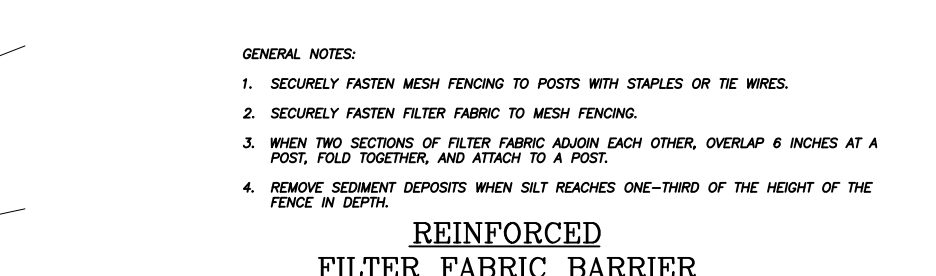 GENERAL NOTES:
1. SECURELY FASTEN MESH FENCING TO POSTS WITH STAPLES OR TIE WIRES.
2. SECURELY FASTEN FILTER FABRIC TO MESH FENCING.
3. WHEN TWO SECTIONS OF FILTER FABRIC ADJOIN EACH OTHER, OVERLAP 6 INCHES AT A
POST, FOLD TOGETHER, AND ATTACH TO A POST.
4. REMOVE SEDIMENT DEPOSITS WHEN SILT REACHES ONE-THIRD OF THE HEIGHT OF THE
FENCE IN DEPTH.
REINFORCED
FILTER FABRIC BARRIER